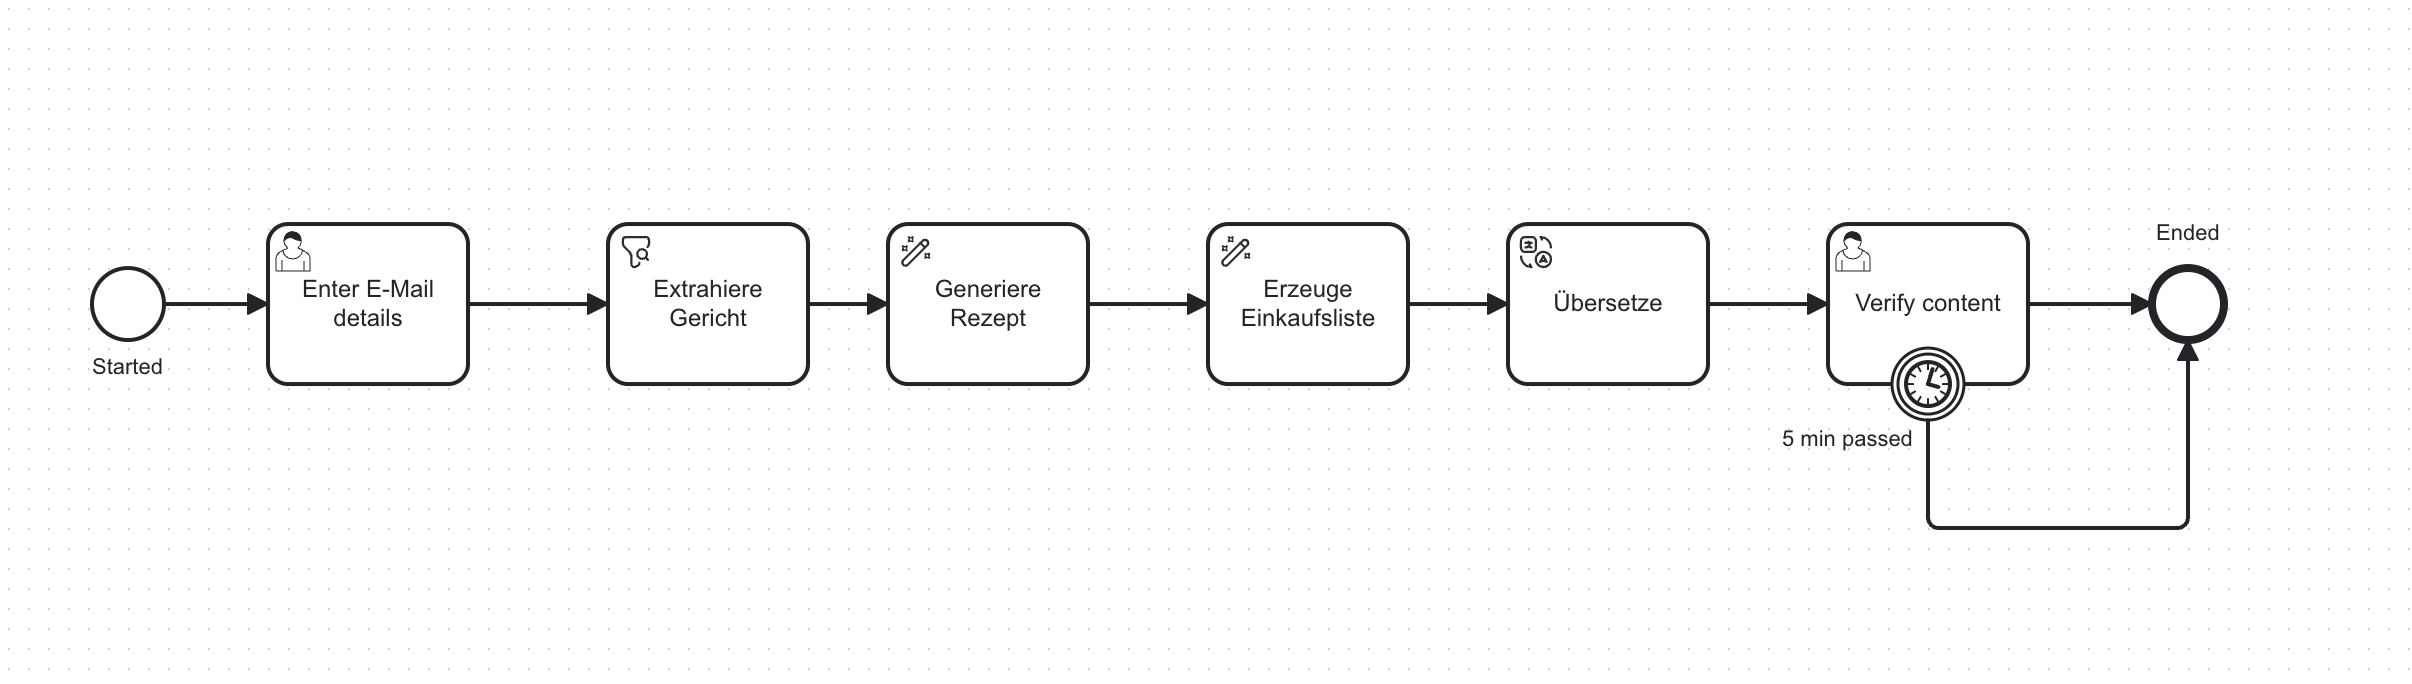 Started
Enter E-Mail
details
Extrahiere
Gericht
Generiere
Rezept
Erzeuge
Einkaufsliste
Übersetze
Verify content
5 min passed
Ended